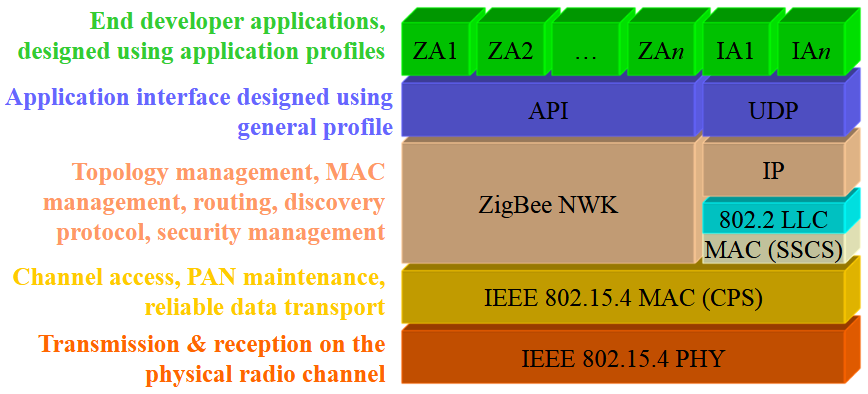 End developer applications,
designed using application profiles
ZA1 ZA2 … ZAn IA1 IAn
Application interface designed using
general profile
API UDP
Topology management, MAC
management, routing, discovery
protocol, security management
ZigBee NWK
IP
802.2 LLC
MAC (SSCS)
Channel access, PAN maintenance,
reliable data transport
IEEE 802.15.4 MAC (CPS)
Transmission & reception on the
physical radio channel
IEEE 802.15.4 PHY